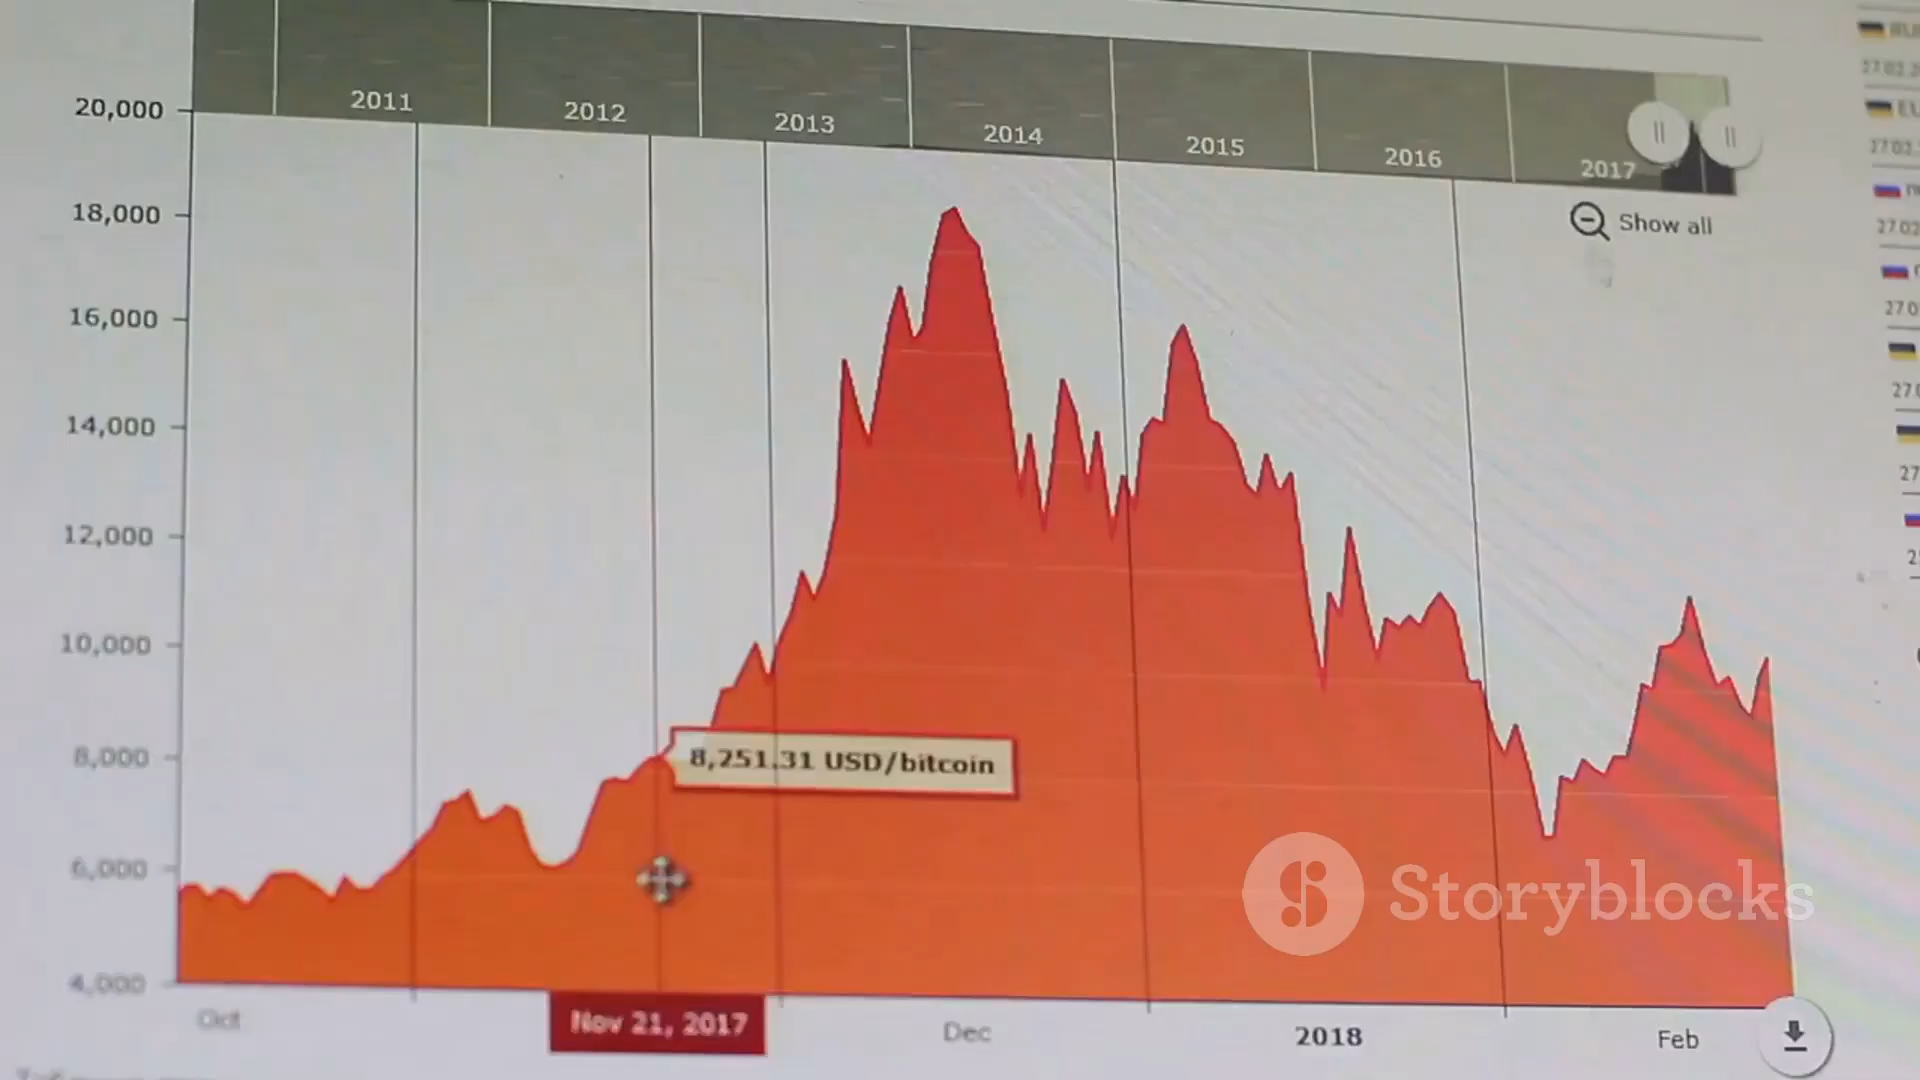 2011
2012
2013
2014
2015
2016
2017
Show all
20,000
18,000
16,000
14,000
12,000
10,000
8,000
6,000
4,000
8,251.31 USD/bitcoin
Storyblocks
Oct
Nov 21, 2017
Dec
2018
Feb